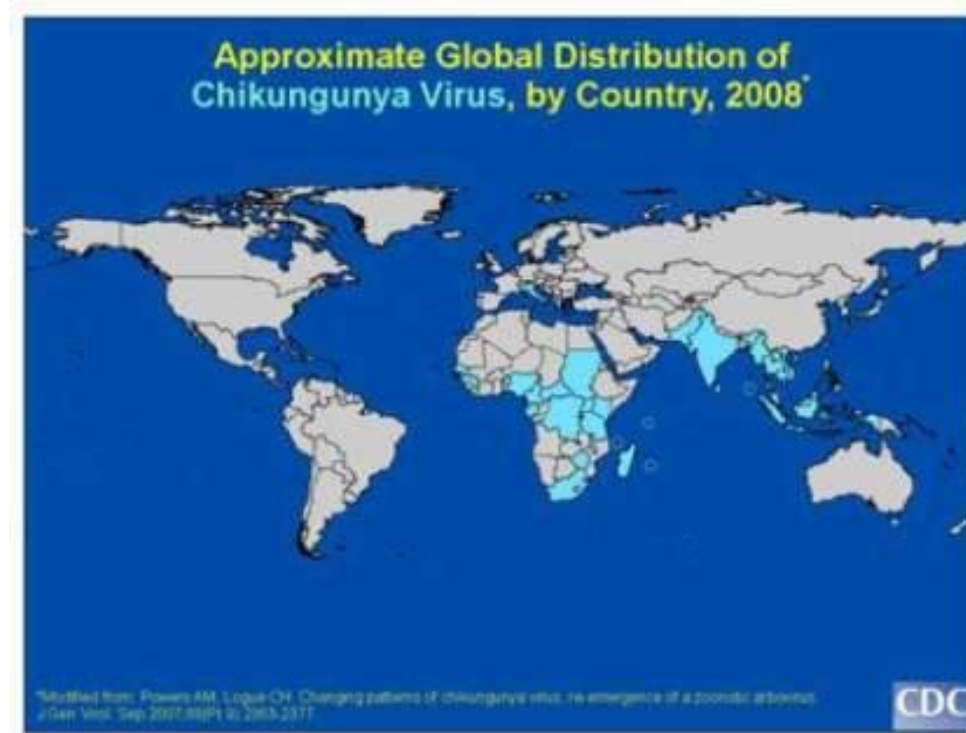 Approximate Global Distribution of
Chikungunya Virus, by Country, 2008*
*Modified from: Powers AM, Logue CH. Changing patterns of chikungunya virus: re-emergence of a zoonotic arbovirus.
J Gen Virol. Sep 2007;88(Pt 9):2363-2377.
CDC